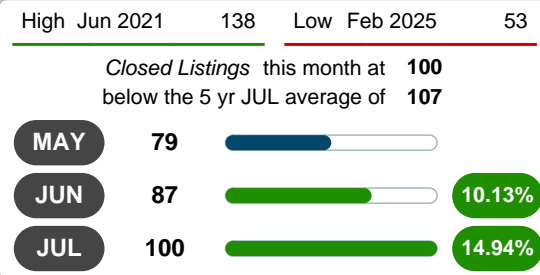 High Jun 2021 138 Low Feb 2025 53
Closed Listings this month at 100
below the 5 yr JUL average of 107
MAY 79
JUN 87 10.13%
JUL 100 14.94%